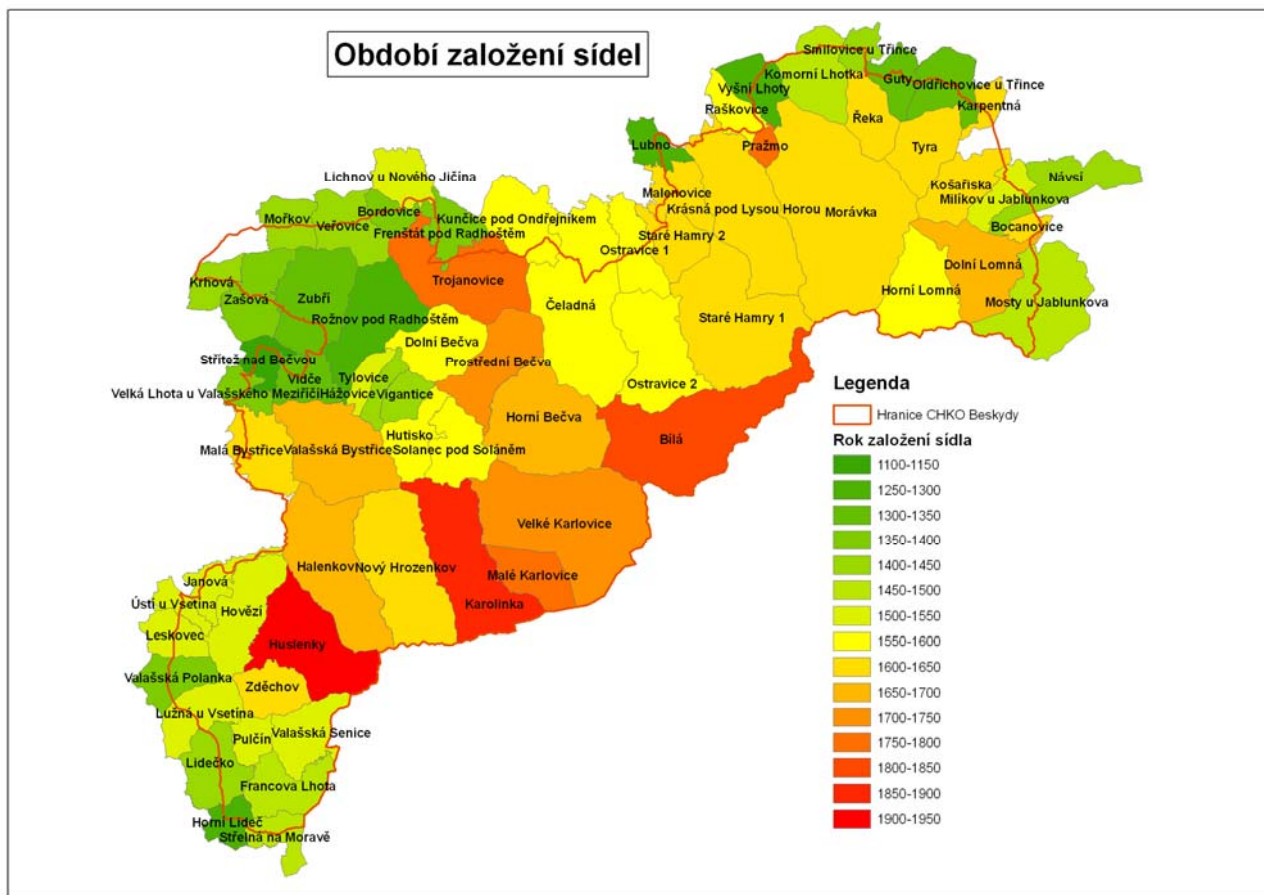 Období založení sídel
Smilovice u Třince
Komorní Lhotka
Vyšní Lhoty
Guty
Oldřichovice u Třince
Raškovice
Karpentná
Řeka
Lubno
Pražmo
Tyra
Lichnov u Nového Jičína
Malenovice
Košařiska
Návsí
Milíkov u Jablunkova
Bordovice
Mořkov
Veřovice
Kunčice pod Ondřejníkem
Krásná pod Lysou Horou
Morávka
Frenštát pod Radhoštěm
Staré Hamry 2
Bocanovice
Ostravice 1
Dolní Lomná
Horní Lomná
Krhová
Trojanovice
Zašová
Zubří
Čeladná
Mosty u Jablunkova
Rožnov pod Radhoštěm
Staré Hamry 1
Dolní Bečva
Střítež nad Bečvou
Prostřední Bečva
Vidče
Tylovice
Ostravice 2
Velká Lhota u Valašského Meziříčí
Hážovice
Vigantice
Horní Bečva
Hutisko
Bílá
Malá Bystřice
Valašská Bystřice
Solanec pod Soláněm
Velké Karlovice
Halenkov
Nový Hrozenkov
Malé Karlovice
Janová
Karolinka
Ústí u Vsetína
Hovězí
Leskovec
Huslenky
Valašská Polanka
Zděchov
Lužná u Vsetína
Valašská Senice
Pulčín
Lidečko
Francova Lhota
Horní Lideč
Střelná na Moravě
Legenda
Hranice CHKO Beskydy
Rok založení sídla
1100-1150
1250-1300
1300-1350
1350-1400
1400-1450
1450-1500
1500-1550
1550-1600
1600-1650
1650-1700
1700-1750
1750-1800
1800-1850
1850-1900
1900-1950